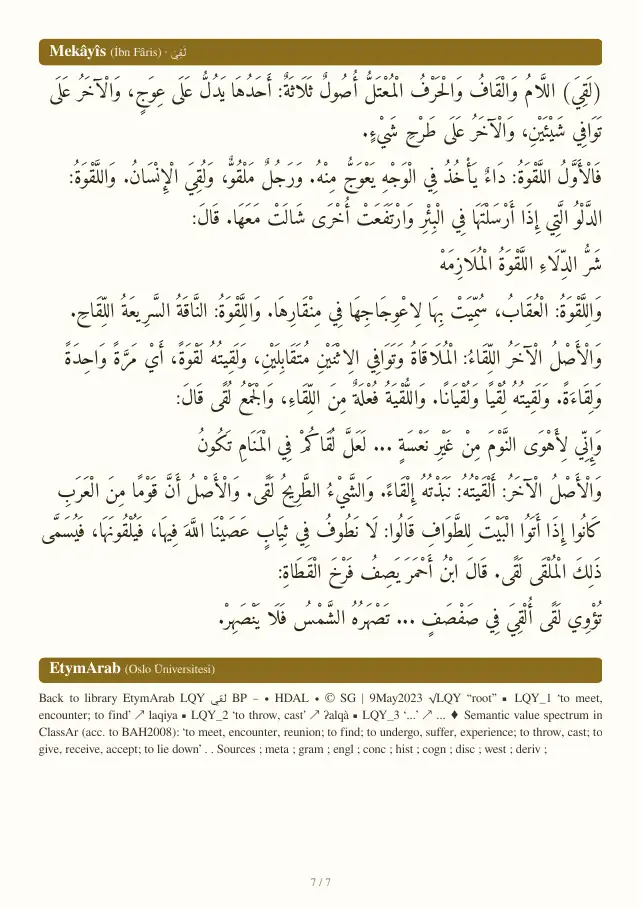 Mekâyîs (İbn Fâris) · لَقِيَ
(لَقِيَ) اللَّامُ وَالْقَافُ وَالْحَرْفُ الْمُعْتَلُّ أُصُولٌ ثَلَاثَةٌ: أَحَدُهَا يَدُلُّ عَلَى عِوَجٍ، وَالْآخَرُ عَلَى
تَوَافِي شَيْئَيْنِ، وَالْآخَرُ عَلَى طَرْحِ شَيْءٍ.
فَالْأَوَّلُ اللَّقْوَةُ: دَاءٌ يَأْخُذُ فِي الْوَجْهِ يَعْوَجُّ مِنْهُ. وَرَجُلٌ مَلْقُوٌّ، وَلُقِيَ الْإِنْسَانُ. وَاللَّقْوَةُ:
الدَّلْوُ الَّتِي إِذَا أَرْسَلْتَهَا فِي الْبِئْرِ وَارْتَفَعَتْ أُخْرَى شَالَتْ مَعَهَا. قَالَ:
شَرُّ الدِّلَاءِ اللَّقْوَةُ الْمُلَازِمَهْ
وَاللَّقْوَةُ: الْعُقَابُ، سُمِّيَتْ بِهَا لِاعْوِجَاجِهَا فِي مِنْقَارِهَا. وَاللِّقْوَةُ: النَّاقَةُ السَّرِيعَةُ اللِّقَاحِ.
وَالْأَصْلُ الْآخَرُ اللِّقَاءُ: الْمُلَاقَاةُ وَتَوَافِي الِاثْنَيْنِ مُتَقَابِلَيْنِ، وَلَقِيتُهُ لَقْوَةً، أَيْ مَرَّةً وَاحِدَةً
وَلِقَاءَةً. وَلَقِيتُهُ لُقْيًا وَلُقْيَانًا. وَاللُّقْيَةُ فُعْلَةٌ مِنَ اللِّقَاءِ، وَالْجَمْعُ لُقًى قَالَ:
وَإِنِّي لِأَهْوَى النَّوْمَ مِنْ غَيْرِ نَعْسَةٍ ... لَعَلَّ لُقَاكُمْ فِي الْمَنَامِ تَكُونُ
وَالْأَصْلُ الْآخَرُ: أَلْقَيْتُهُ: نَبَذْتُهُ إِلْقَاءً. وَالشَّيْءُ الطَّرِيحُ لَقًى. وَالْأَصْلُ أَنَّ قَوْمًا مِنَ الْعَرَبِ
كَانُوا إِذَا أَتَوُا الْبَيْتَ لِلطَّوَافِ قَالُوا: لَا نَطُوفُ فِي ثِيَابٍ عَصَيْنَا اللَّهَ فِيهَا، فَيُلْقُونَهَا، فَيُسَمَّى
ذَلِكَ الْمُلْقَى لَقًى. قَالَ ابْنُ أَحْمَرَ يَصِفُ فَرْخَ الْقَطَاةِ:
تُؤْوِي لَقًى أُلْقِيَ فِي صَفْصَفٍ ... تَصْهَرُهُ الشَّمْسُ فَلَا يَنْصَهِرْ.
EtymArab (Oslo Üniversitesi)
Back to library EtymArab LQY لقي BP – • HDAL • © SG | 9May2023 √LQY “root” ▪ LQY_1 ‘to meet,
encounter; to find’ ↗ laqiya ▪ LQY_2 ‘to throw, cast’ ↗ ʔalqà ▪ LQY_3 ‘...’ ↗ ... ♦ Semantic value spectrum in
ClassAr (acc. to BAH2008): ‘to meet, encounter, reunion; to find; to undergo, suffer, experience; to throw, cast; to
give, receive, accept; to lie down’ . . Sources ; meta ; gram ; engl ; conc ; hist ; cogn ; disc ; west ; deriv ;
7 / 7